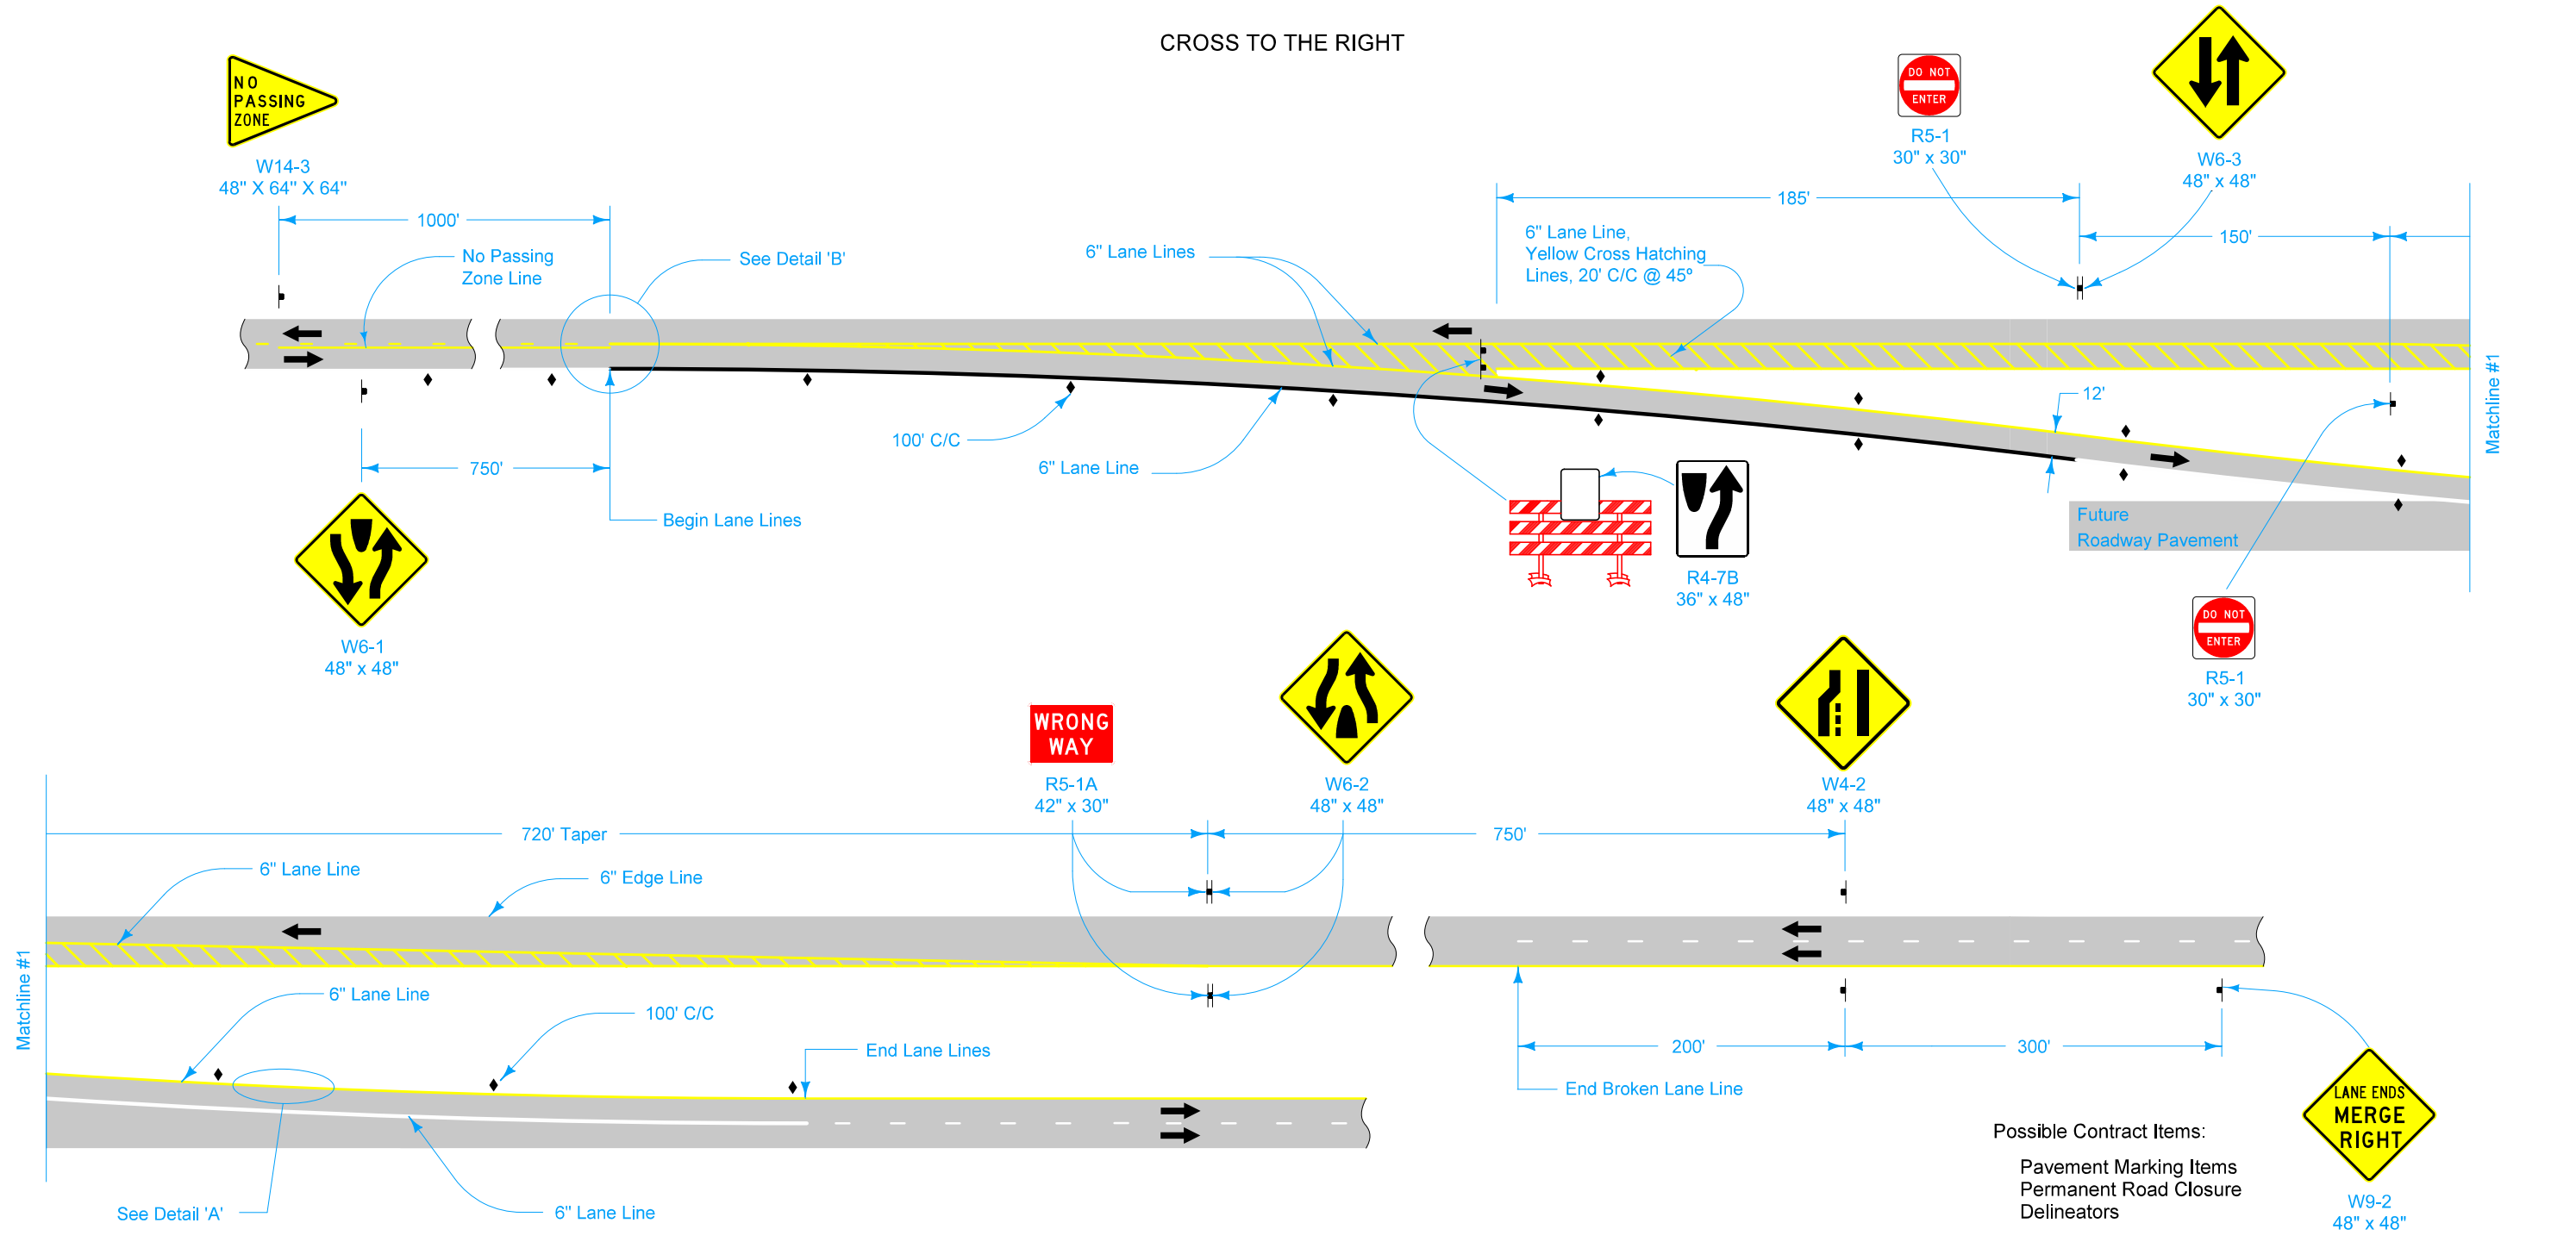 CROSS TO THE RIGHT
NO
PASSING
ZONE
W14-3
48" X 64" X 64"
1000'
No Passing
Zone Line
See Detail 'B'
6" Lane Lines
6" Lane Line,
Yellow Cross Hatching
Lines, 20' C/C @ 45º
185'
DO NOT
ENTER
R5-1
30" x 30"
W6-3
48" x 48"
150'
Matchline #1
12'
100' C/C
6" Lane Line
750'
Begin Lane Lines
W6-1
48" x 48"
R4-7B
36" x 48"
Future
Roadway Pavement
DO NOT
ENTER
R5-1
30" x 30"
WRONG
WAY
R5-1A
42" x 30"
W6-2
48" x 48"
W4-2
48" x 48"
720' Taper
750'
6" Lane Line
6" Edge Line
Matchline #1
6" Lane Line
100' C/C
End Lane Lines
200'
300'
End Broken Lane Line
See Detail 'A'
6" Lane Line
Possible Contract Items:
Pavement Marking Items
Permanent Road Closure
Delineators
LANE ENDS
MERGE
RIGHT
W9-2
48" x 48"